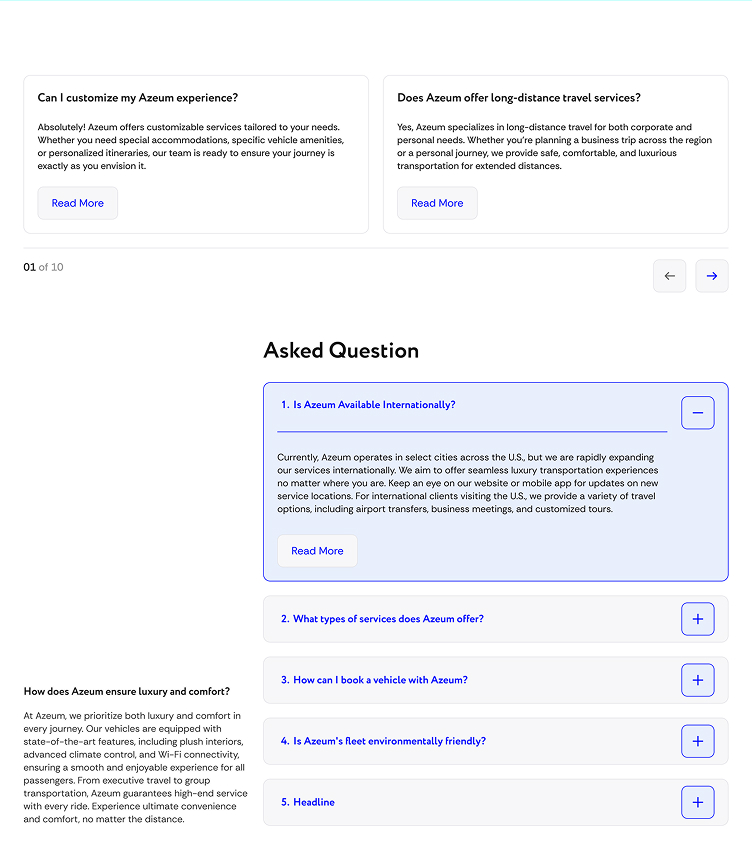 Can I customize my Azeum experience?
Absolutely! Azeum offers customizable services tailored to your needs.
Whether you need special accommodations, specific vehicle amenities,
or personalized itineraries, our team is ready to ensure your journey is
exactly as you envision it.
Read More
Does Azeum offer long-distance travel services?
Yes, Azeum specializes in long-distance travel for both corporate and
personal needs. Whether you're planning a business trip across the region
or a personal journey, we provide safe, comfortable, and luxurious
transportation for extended distances.
Read More
01 of 10
Asked Question
1. Is Azeum Available Internationally?
Currently, Azeum operates in select cities across the U.S., but we are rapidly expanding
our services internationally. We aim to offer seamless luxury transportation experiences
no matter where you are. Keep an eye on our website or mobile app for updates on new
service locations. For international clients visiting the U.S., we provide a variety of travel
options, including airport transfers, business meetings, and customized tours.
Read More
2. What types of services does Azeum offer?
3. How can I book a vehicle with Azeum?
4. Is Azeum's fleet environmentally friendly?
5. Headline
How does Azeum ensure luxury and comfort?
At Azeum, we prioritize both luxury and comfort in
every journey. Our vehicles are equipped with
state-of-the-art features, including plush interiors,
advanced climate control, and Wi-Fi connectivity,
ensuring a smooth and enjoyable experience for all
passengers. From executive travel to group
transportation, Azeum guarantees high-end service
with every ride. Experience ultimate convenience
and comfort, no matter the distance.